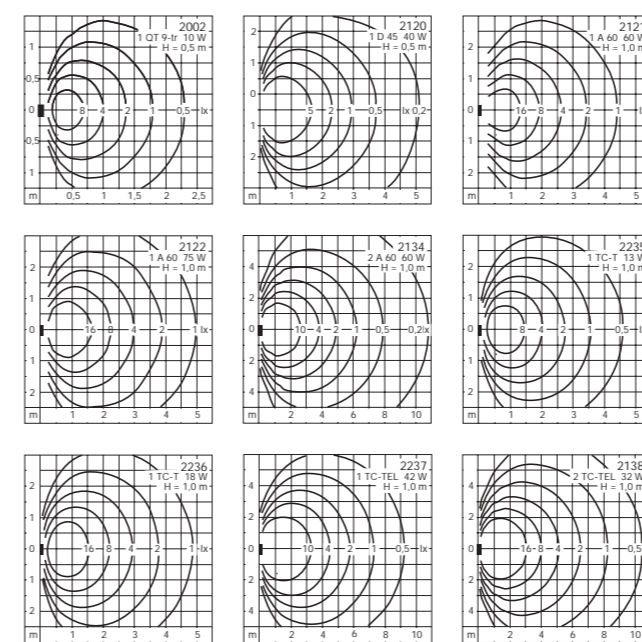 2002
1 QT 9-tr 10 W
H = 0,5 m
1
0,5
0
0,5
1
8 4 2 1 0,5 lx
m 0,5 1 1,5 2 2,5
2120
1 D 45 40 W
H = 0,5 m
2
1
0
1
2
5 2 1 0,5 lx 0,2
m 1 2 3 4 5
2121
1 A 60 60 W
H = 1,0 m
2
1
0
1
2
16 8 4 2 1
m 1 2 3 4 5
2122
1 A 60 75 W
H = 1,0 m
2
1
0
1
2
16 8 4 2 1 lx
m 1 2 3 4 5
2134
2 A 60 60 W
H = 1,0 m
4
2
0
2
4
10 4 2 1 0,5 0,2lx
m 2 4 6 8 10
2235
1 TC-T 13 W
H = 1,0 m
2
1
0
1
2
8 4 2 1 0,5
m 1 2 3 4 5
2236
1 TC-T 18 W
H = 1,0 m
2
1
0
1
2
16 8 4 2 1 lx
m 1 2 3 4 5
2237
1 TC-TEL 42 W
H = 1,0 m
4
2
0
2
4
10 4 2 1 0,5 lx
m 2 4 6 8 10
2138
2 TC-TEL 32 W
H = 1,0 m
4
2
0
2
4
16 8 4 2 1 0,5
m 2 4 6 8 10